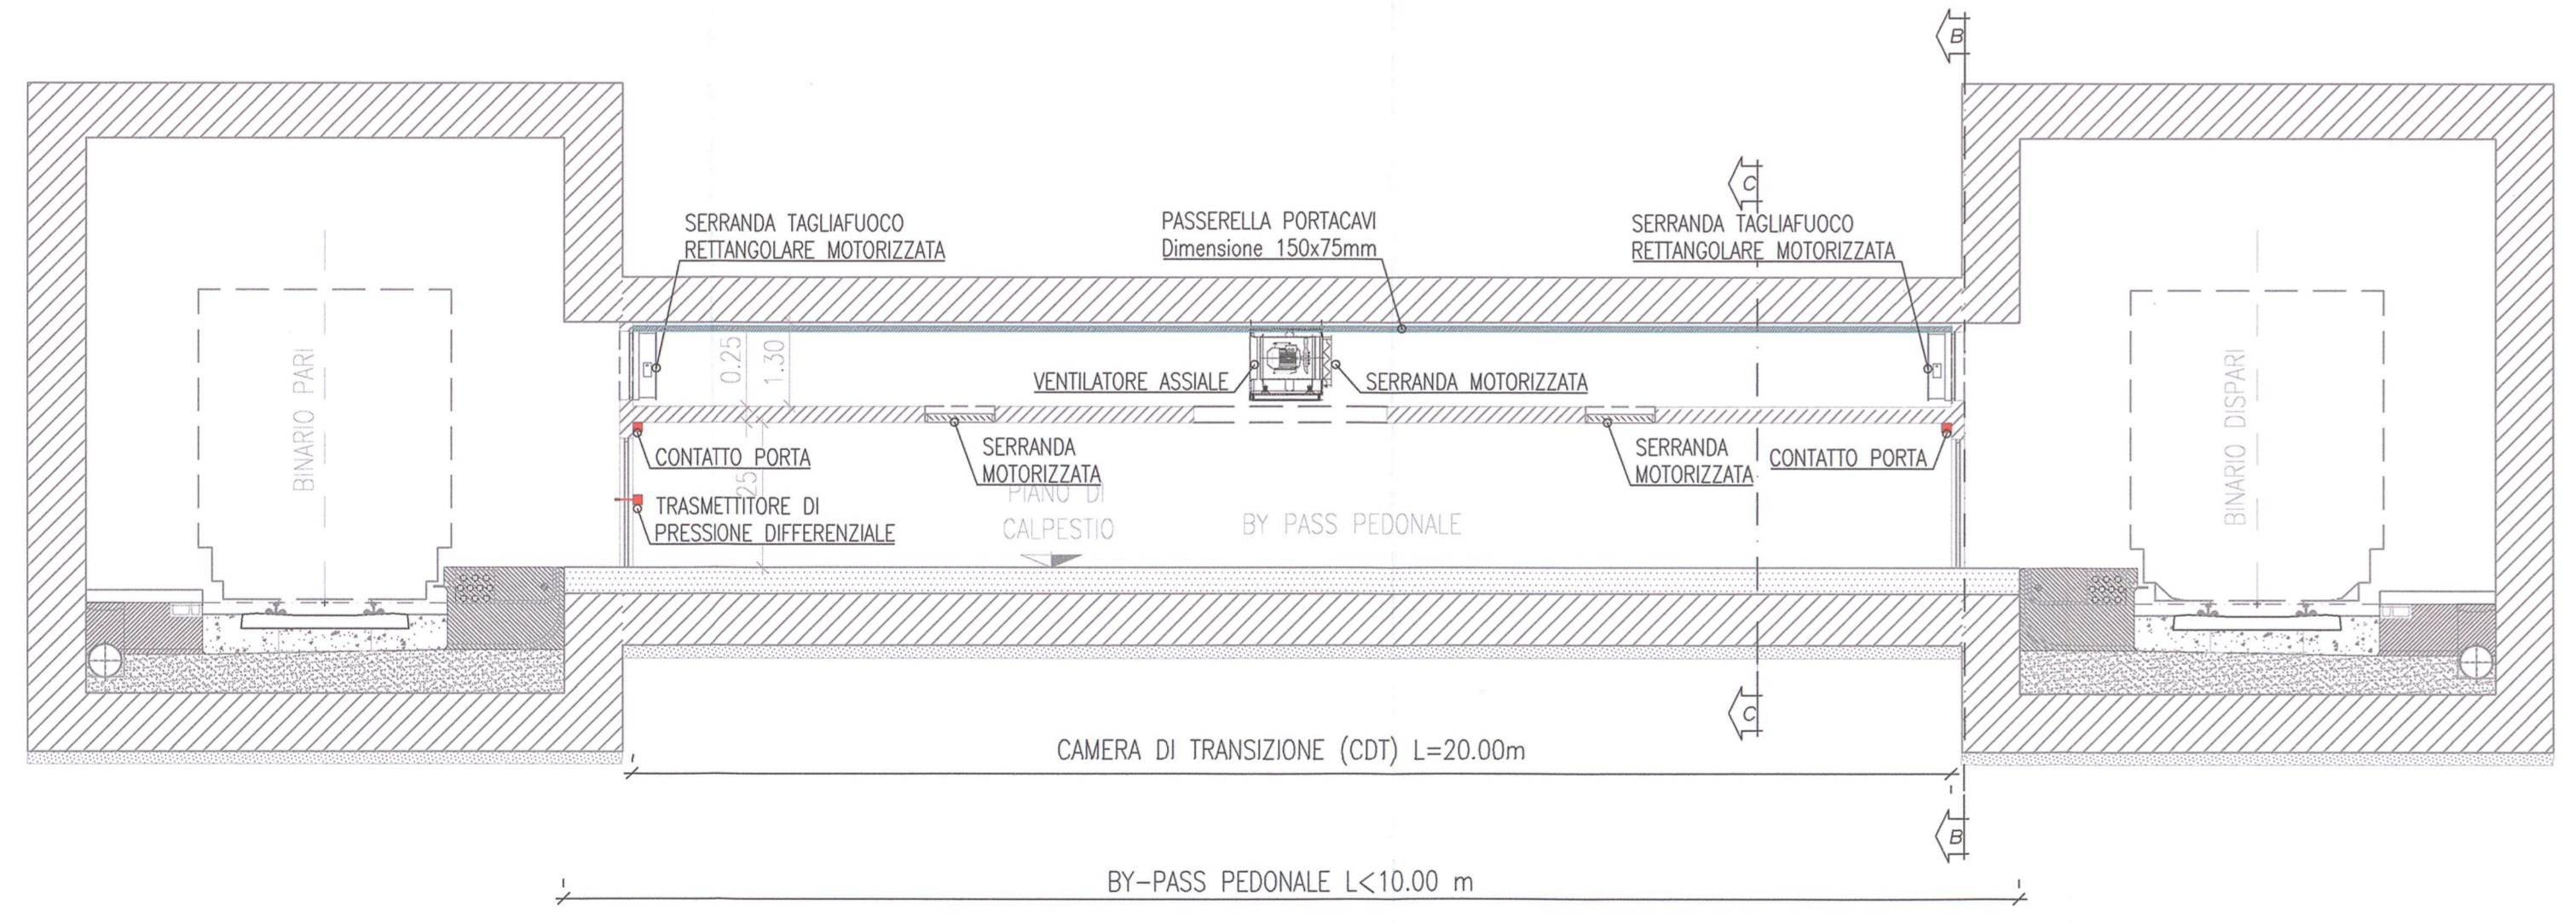 B
C
SERRANDA TAGLIAFUOCO
RETTANGOLARE MOTORIZZATA
PASSERELLA PORTACAVI
Dimensione 150x75mm
SERRANDA TAGLIAFUOCO
RETTANGOLARE MOTORIZZATA
BINARIO PARI
0.25
1.30
VENTILATORE ASSIALE
SERRANDA MOTORIZZATA
BINARIO DISPARI
CONTATTO PORTA
SERRANDA
MOTORIZZATA
SERRANDA
MOTORIZZATA
CONTATTO PORTA
25
TRASMETTITORE DI
PRESSIONE DIFFERENZIALE
PIANO DI
CALPESTIO
BY PASS PEDONALE
C
CAMERA DI TRANSIZIONE (CDT) L=20.00m
B
BY-PASS PEDONALE L<10.00 m